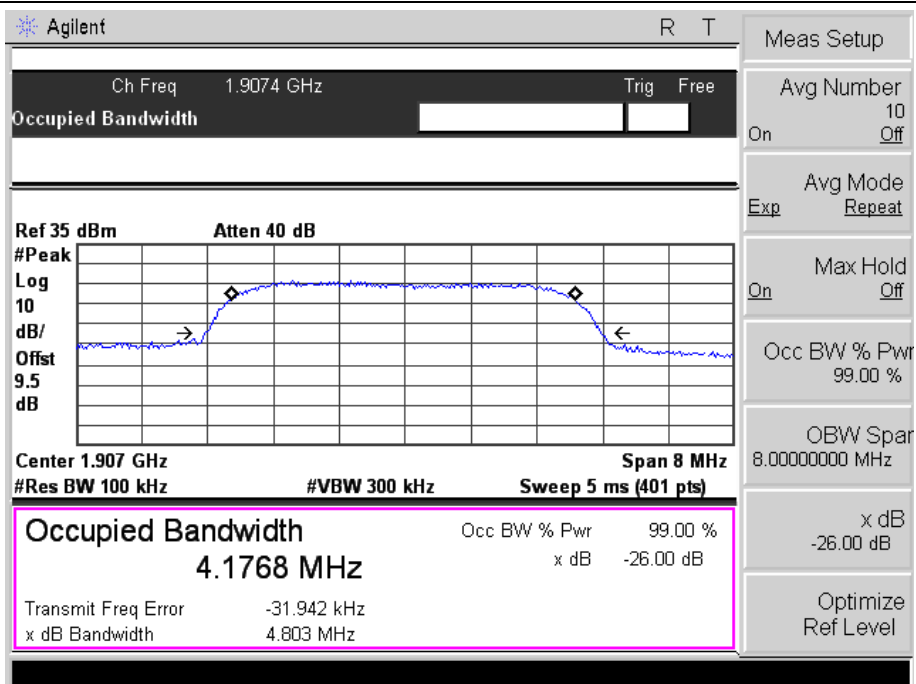 Agilent
R T
Ch Freq 1.9074 GHz Trig Free
Occupied Bandwidth
Ref 35 dBm Atten 40 dB
#Peak
Log
10
dB/
Offst
9.5
dB
Center 1.907 GHz Span 8 MHz
#Res BW 100 kHz #VBW 300 kHz Sweep 5 ms (401 pts)
Occupied Bandwidth
4.1768 MHz
Occ BW % Pwr 99.00 %
x dB -26.00 dB
Transmit Freq Error -31.942 kHz
x dB Bandwidth 4.803 MHz
Meas Setup
Avg Number
10
On Off
Avg Mode
Exp Repeat
Max Hold
On Off
Occ BW % Pwr
99.00 %
OBW Span
8.00000000 MHz
x dB
-26.00 dB
Optimize
Ref Level